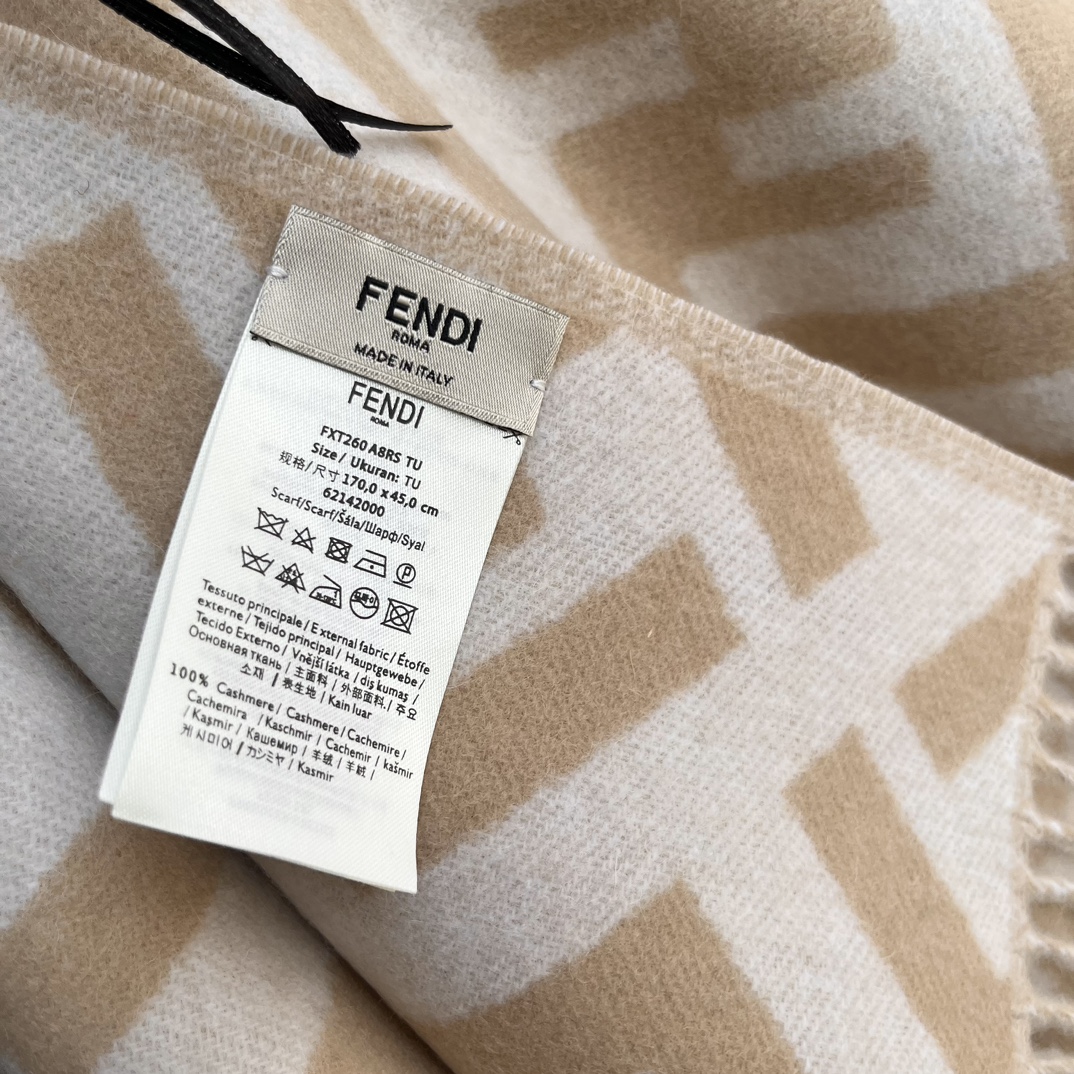 FENDI
ROMA
MADE IN ITALY
FENDI
ROMA
FXT260 A8RS TU
Size / Ukuran: TU
规格/尺寸 170,0 x 45,0 cm
62142000
Scarf/Scarf/Šála/Шарф/Syal
P
Tessuto principale / External fabric / Étoffe
externe / Tejido principal / Hauptgewebe /
Tecido Externo / Vnější látka / dış kumaş /
Основная ткань / 主面料 / 外部面料 / 주요
소재 / 表生地 / Kain luar
100% Cashmere / Cashmere / Cachemire /
Cachemira / Kaschmir / Cachemir / kašmír
/ Kaşmir / Кашемир / 羊绒 / 羊絨 /
케시미어 / カシミヤ / Kasmir